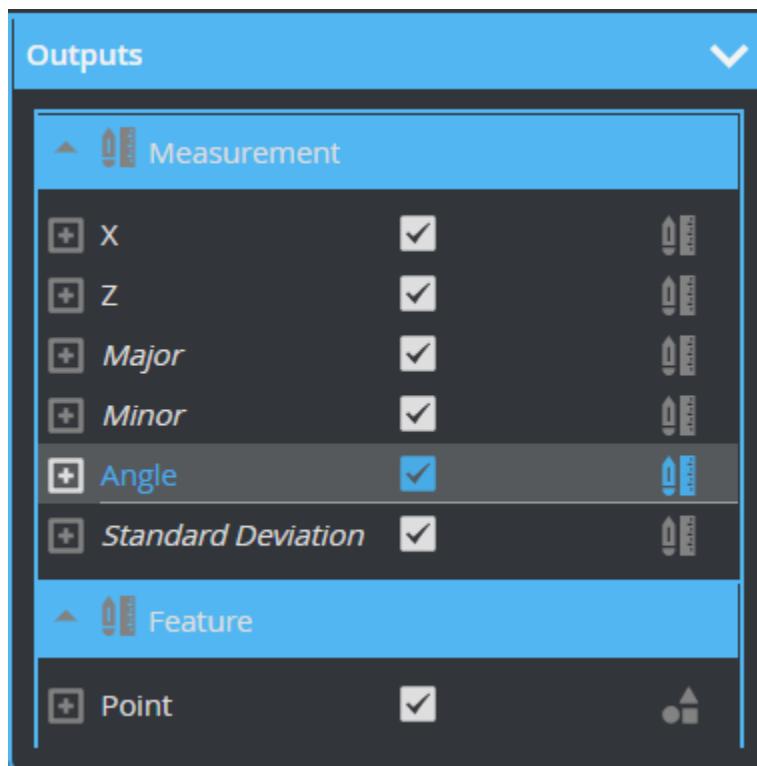 Outputs
Measurement
X
Z
Major
Minor
Angle
Standard Deviation
Feature
Point